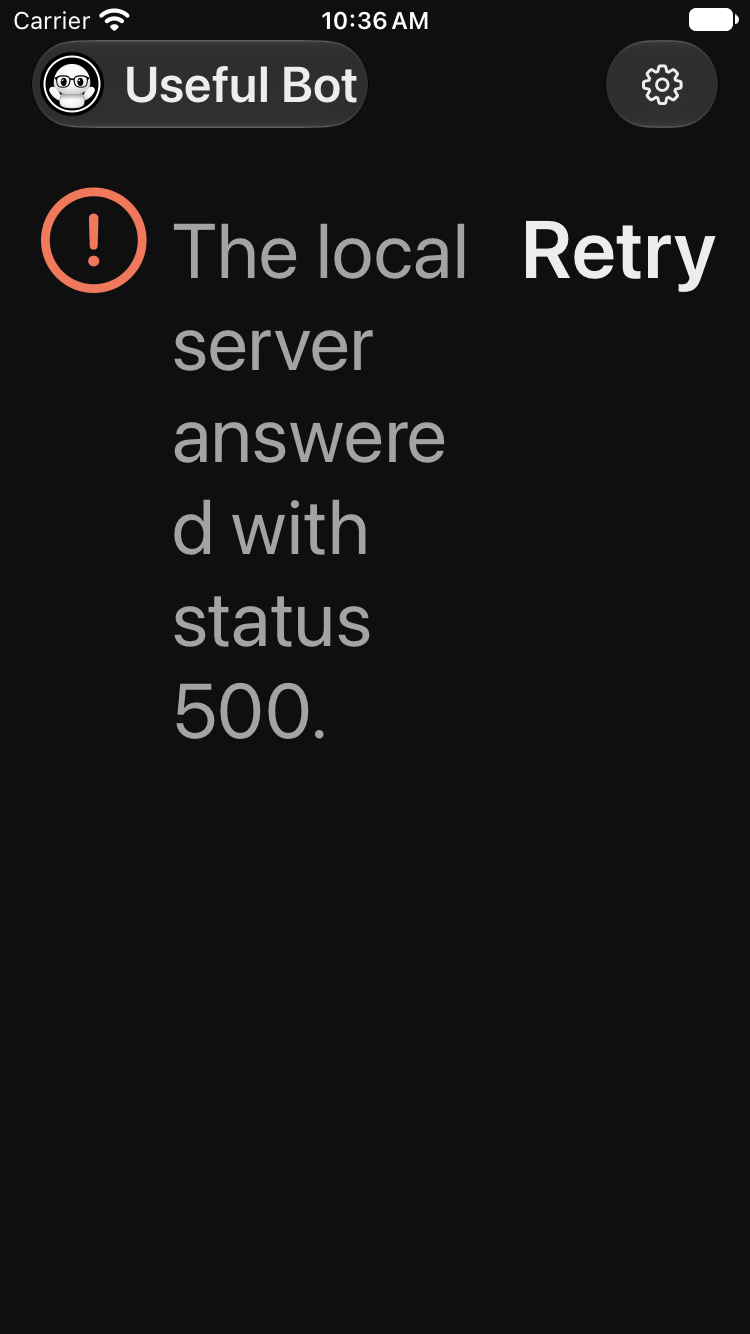 Carrier 10:36 AM
Useful Bot
The local Retry
server
answere
d with
status
500.